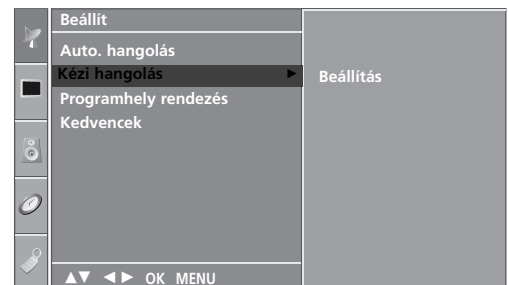 Beállít
Auto. hangolás
Kézi hangolás ►
Beállítás
Programhely rendezés
Kedvencek
▲▼ ◄► OK MENU